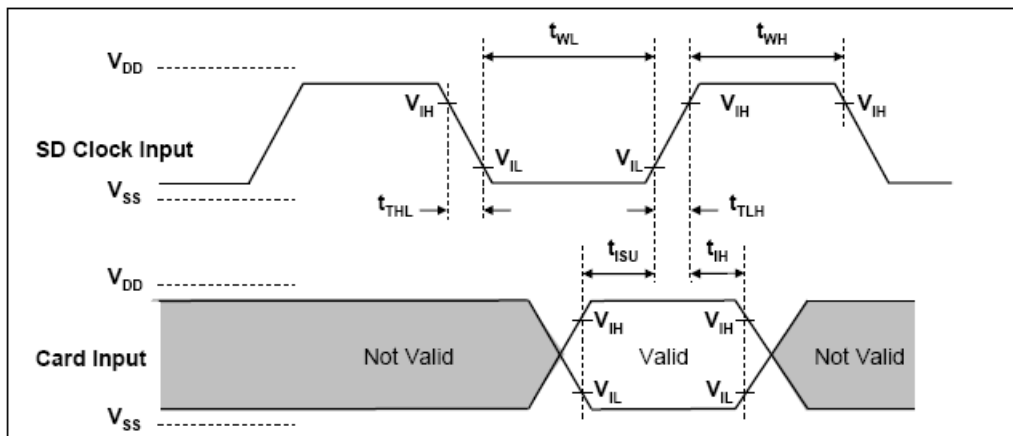 tWL tWH
VDD
VIH VIH VIH
SD Clock Input
VIL VIL
VSS
tTHL tTLH
tISU tIH
VDD
VIH VIH
Card Input Not Valid Valid Not Valid
VIL VIL
VSS